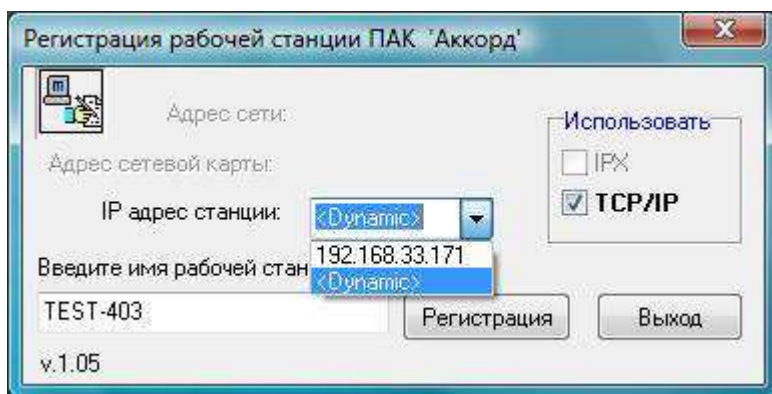 Регистрация рабочей станции ПАК 'Аккорд'
Адрес сети:
Использовать
Адрес сетевой карты:
IPX
IP адрес станции: <Dynamic>
TCP/IP
192.168.33.171
<Dynamic>
Введите имя рабочей стан
TEST-403
Регистрация
Выход
v.1.05